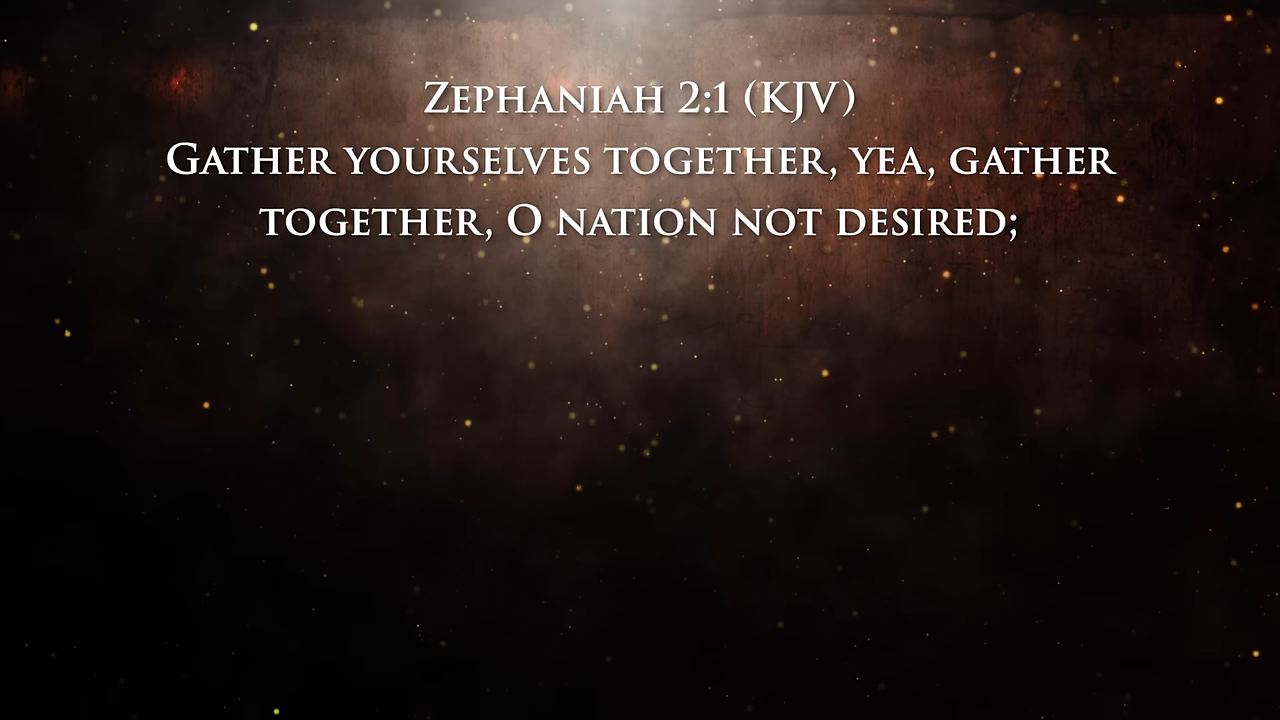 Zephaniah 2:1 (KJV)
Gather yourselves together, yea, gather
together, O nation not desired;